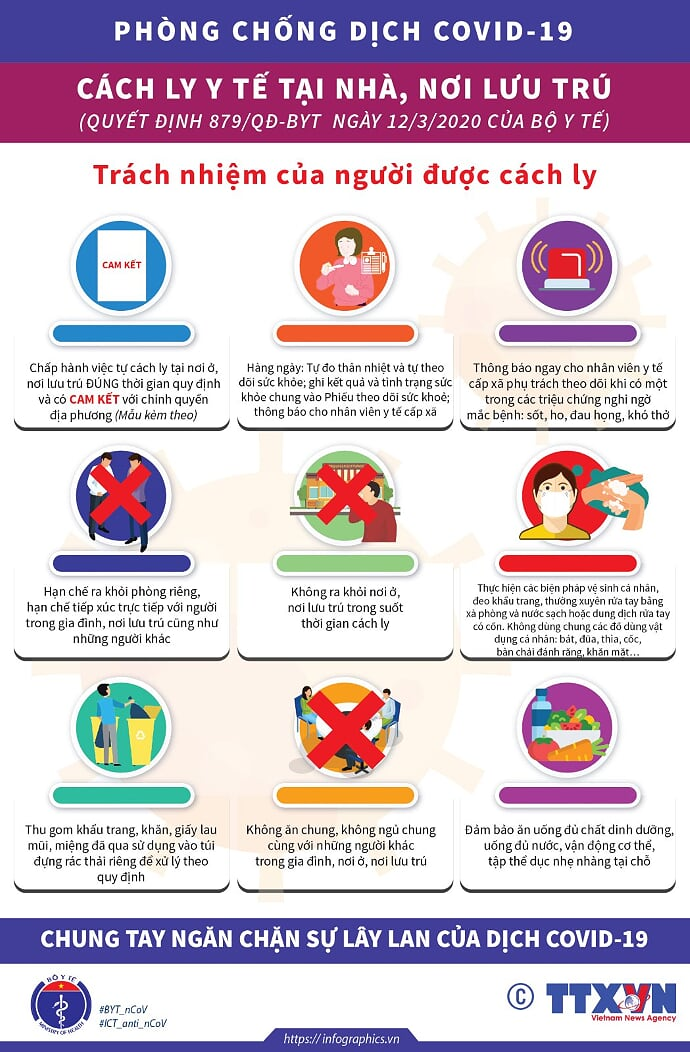 PHÒNG CHỐNG DỊCH COVID-19
CÁCH LY Y TẾ TẠI NHÀ, NƠI LƯU TRÚ
(QUYẾT ĐỊNH 879/QĐ-BYT NGÀY 12/3/2020 CỦA BỘ Y TẾ)
Trách nhiệm của người được cách ly
CAM KẾT
Chấp hành việc tự cách ly tại nơi ở,
nơi lưu trú ĐÚNG thời gian quy định
và có CAM KẾT với chính quyền
địa phương (Mẫu kèm theo)
Hàng ngày: Tự đo thân nhiệt và tự theo
dõi sức khỏe; ghi kết quả và tình trạng sức
khỏe chung vào Phiếu theo dõi sức khoẻ;
thông báo cho nhân viên y tế cấp xã
Thông báo ngay cho nhân viên y tế
cấp xã phụ trách theo dõi khi có một
trong các triệu chứng nghi ngờ
mắc bệnh: sốt, ho, đau họng, khó thở
Hạn chế ra khỏi phòng riêng,
hạn chế tiếp xúc trực tiếp với người
trong gia đình, nơi lưu trú cũng như
những người khác
Không ra khỏi nơi ở,
nơi lưu trú trong suốt
thời gian cách ly
Thực hiện các biện pháp vệ sinh cá nhân,
đeo khẩu trang, thường xuyên rửa tay bằng
xà phòng và nước sạch hoặc dung dịch rửa tay
có cồn. Không dùng chung các đồ dùng vật
dụng cá nhân: bát, đũa, thìa, cốc,
bàn chải đánh răng, khăn mặt...
Thu gom khẩu trang, khăn, giấy lau
mũi, miệng đã qua sử dụng vào túi
đựng rác thải riêng để xử lý theo
quy định
Không ăn chung, không ngủ chung
cùng với những người khác
trong gia đình, nơi ở, nơi lưu trú
Đảm bảo ăn uống đủ chất dinh dưỡng,
uống đủ nước, vận động cơ thể,
tập thể dục nhẹ nhàng tại chỗ
CHUNG TAY NGĂN CHẶN SỰ LÂY LAN CỦA DỊCH COVID-19
BỘ Y TẾ
MINISTRY OF HEALTH
#BYT_nCoV
#ICT_anti_nCoV
© TTXVN
Vietnam News Agency
https://infographics.vn